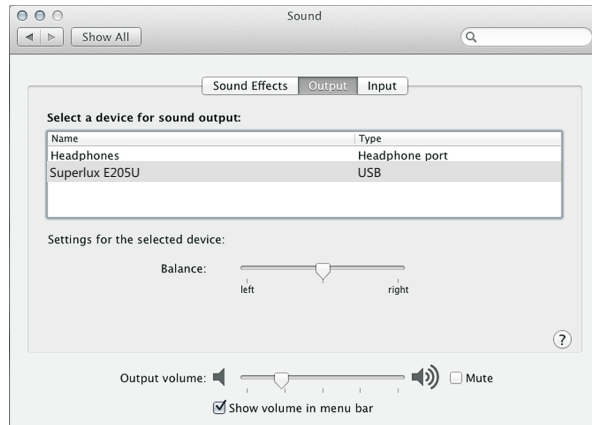 Sound
Show All
Sound Effects Output Input
Select a device for sound output:
Name Type
Headphones Headphone port
Superlux E205U USB
Settings for the selected device:
Balance:
left right
?
Output volume: Mute
Show volume in menu bar